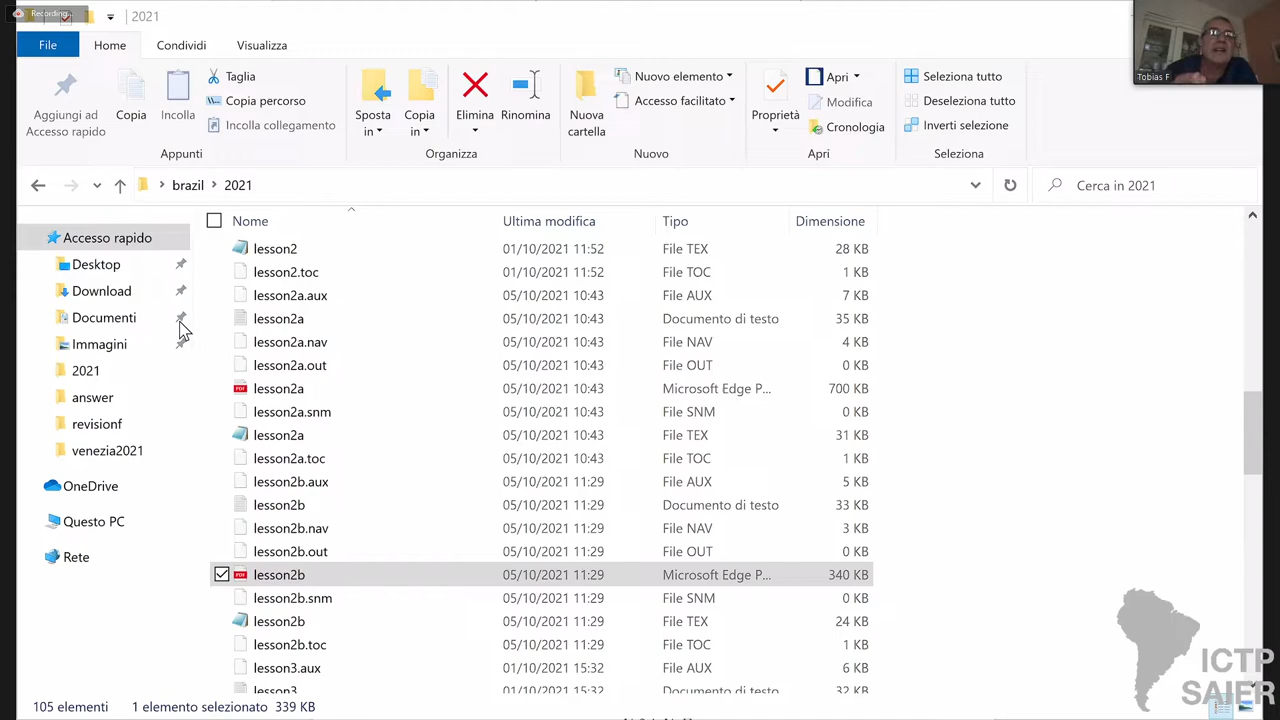 Recording...
2021
Tobias F
File Home Condividi Visualizza
Aggiungi ad Accesso rapido
Copia
Incolla
Taglia
Copia percorso
Incolla collegamento
Appunti
Sposta in
Copia in
Elimina
Rinomina
Organizza
Nuova cartella
Nuovo elemento
Accesso facilitato
Nuovo
Proprietà
Apri
Modifica
Cronologia
Apri
Seleziona tutto
Deseleziona tutto
Inverti selezione
Seleziona
brazil 2021
Cerca in 2021
Accesso rapido
Desktop
Download
Documenti
Immagini
2021
answer
revisionf
venezia2021
OneDrive
Questo PC
Rete
Nome Ultima modifica Tipo Dimensione
lesson2 01/10/2021 11:52 File TEX 28 KB
lesson2.toc 01/10/2021 11:52 File TOC 1 KB
lesson2a.aux 05/10/2021 10:43 File AUX 7 KB
lesson2a 05/10/2021 10:43 Documento di testo 35 KB
lesson2a.nav 05/10/2021 10:43 File NAV 4 KB
lesson2a.out 05/10/2021 10:43 File OUT 0 KB
lesson2a 05/10/2021 10:43 Microsoft Edge P... 700 KB
lesson2a.snm 05/10/2021 10:43 File SNM 0 KB
lesson2a 05/10/2021 10:43 File TEX 31 KB
lesson2a.toc 05/10/2021 10:43 File TOC 1 KB
lesson2b.aux 05/10/2021 11:29 File AUX 5 KB
lesson2b 05/10/2021 11:29 Documento di testo 33 KB
lesson2b.nav 05/10/2021 11:29 File NAV 3 KB
lesson2b.out 05/10/2021 11:29 File OUT 0 KB
lesson2b 05/10/2021 11:29 Microsoft Edge P... 340 KB
lesson2b.snm 05/10/2021 11:29 File SNM 0 KB
lesson2b 05/10/2021 11:29 File TEX 24 KB
lesson2b.toc 05/10/2021 11:29 File TOC 1 KB
lesson3.aux 01/10/2021 15:32 File AUX 6 KB
lesson3 01/10/2021 15:32 Documento di testo 32 KB
105 elementi 1 elemento selezionato 339 KB
ICTP
SAIFR